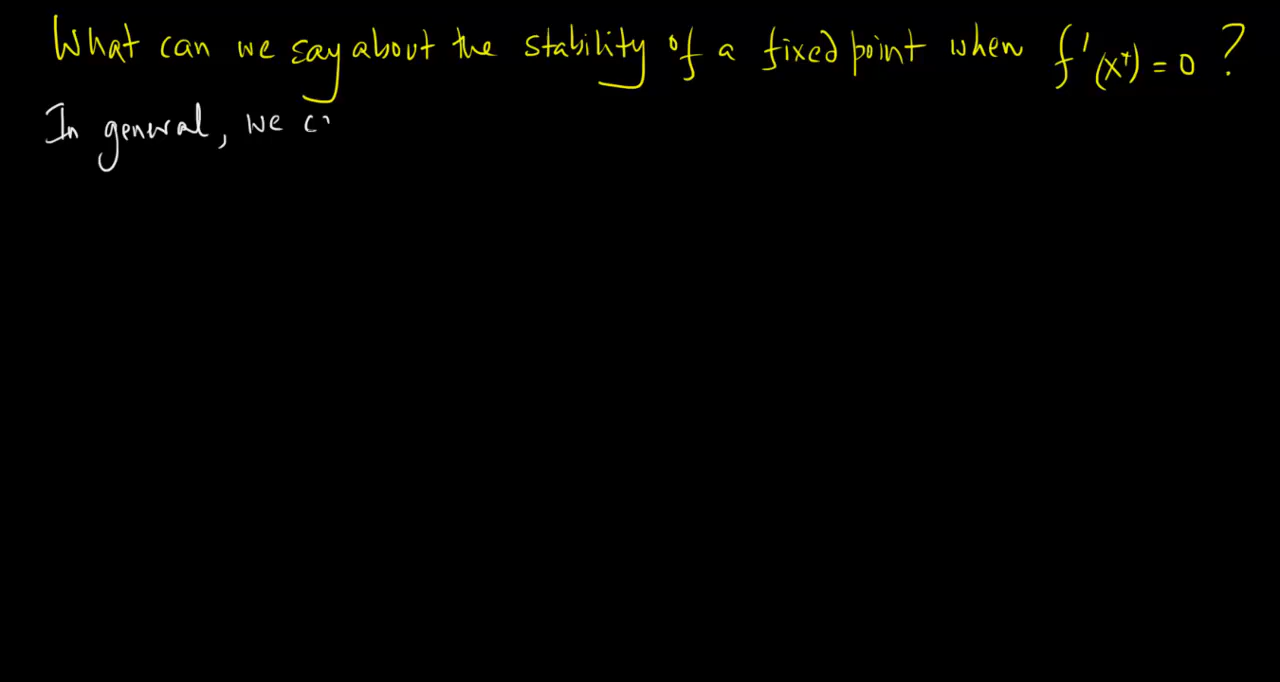 What can we say about the stability of a fixed point when f'(x*) = 0 ?
In general, we c